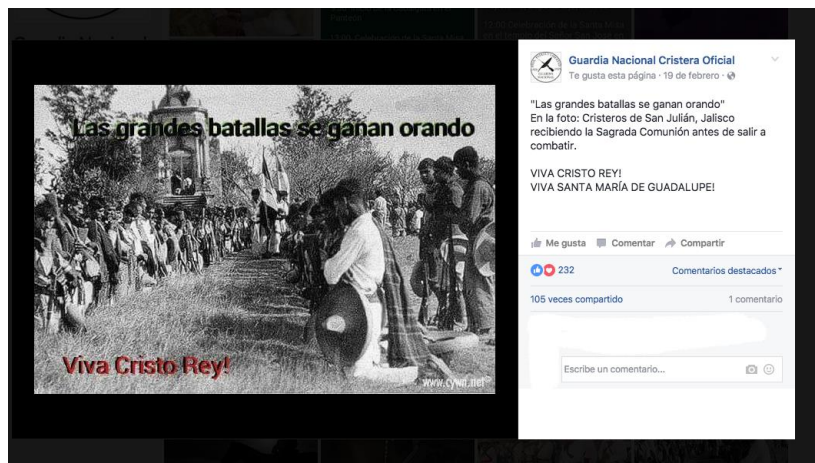 Las grandes batallas se ganan orando
Viva Cristo Rey!
www.cywn.net
Guardia Nacional Cristera Oficial
Te gusta esta página · 19 de febrero ·
"Las grandes batallas se ganan orando"
En la foto: Cristeros de San Julián, Jalisco
recibiendo la Sagrada Comunión antes de salir a
combatir.
VIVA CRISTO REY!
VIVA SANTA MARÍA DE GUADALUPE!
Me gusta Comentar Compartir
232 Comentarios destacados
105 veces compartido 1 comentario
Escribe un comentario...